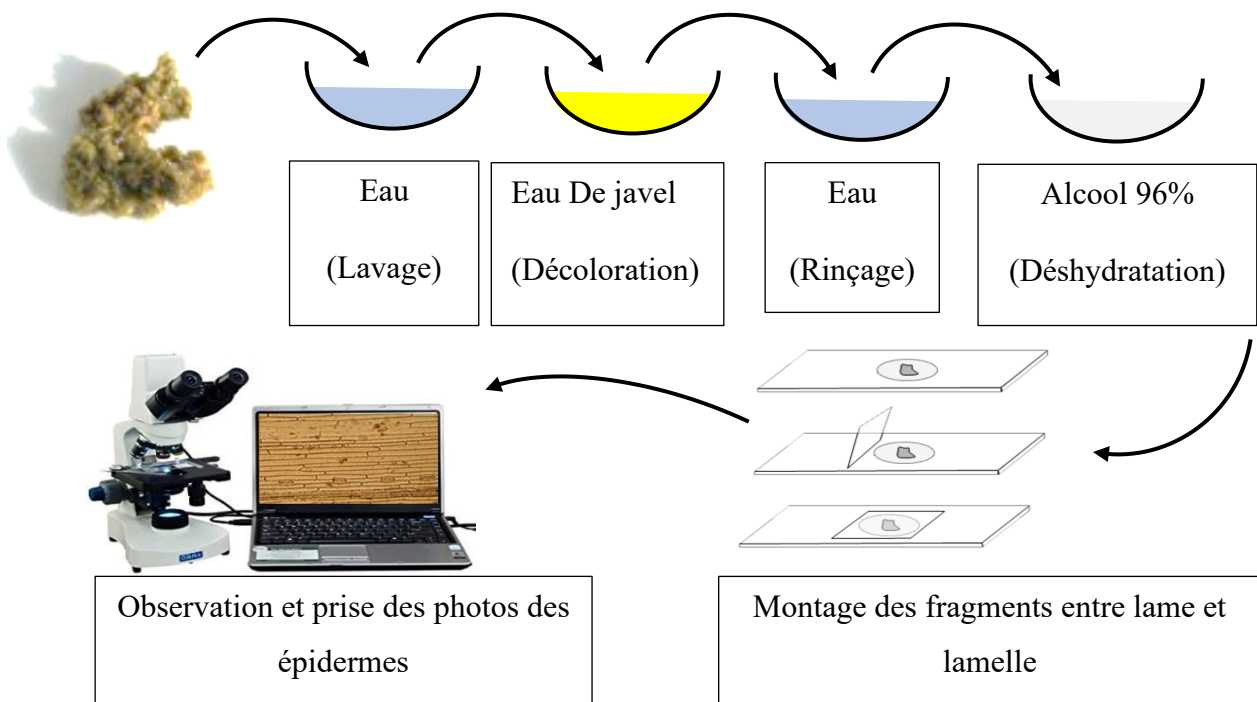 Eau
(Lavage)
Eau De javel
(Décoloration)
Eau
(Rinçage)
Alcool 96%
(Déshydratation)
Observation et prise des photos des
épidermes
Montage des fragments entre lame et
lamelle